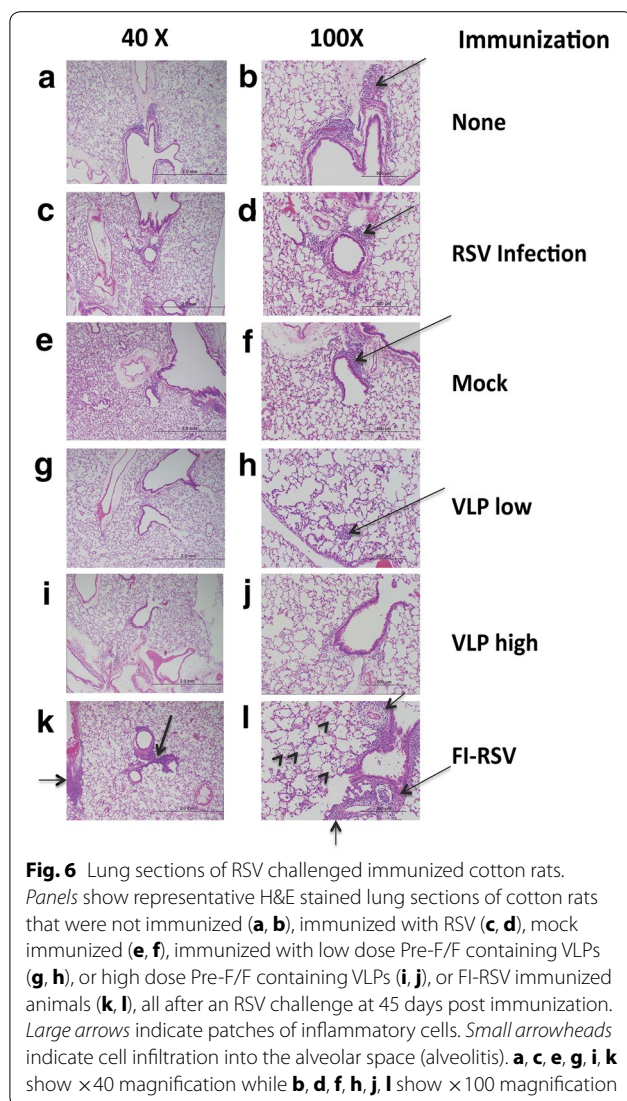 40 X 100X Immunization
a b
None
c d
RSV Infection
e f
Mock
g h
VLP low
i j
VLP high
k l
FI-RSV
Fig. 6 Lung sections of RSV challenged immunized cotton rats.
Panels show representative H&E stained lung sections of cotton rats
that were not immunized (a, b), immunized with RSV (c, d), mock
immunized (e, f), immunized with low dose Pre-F/F containing VLPs
(g, h), or high dose Pre-F/F containing VLPs (i, j), or FI-RSV immunized
animals (k, l), all after an RSV challenge at 45 days post immunization.
Large arrows indicate patches of inflammatory cells. Small arrowheads
indicate cell infiltration into the alveolar space (alveolitis). a, c, e, g, i, k
show ×40 magnification while b, d, f, h, j, l show ×100 magnification